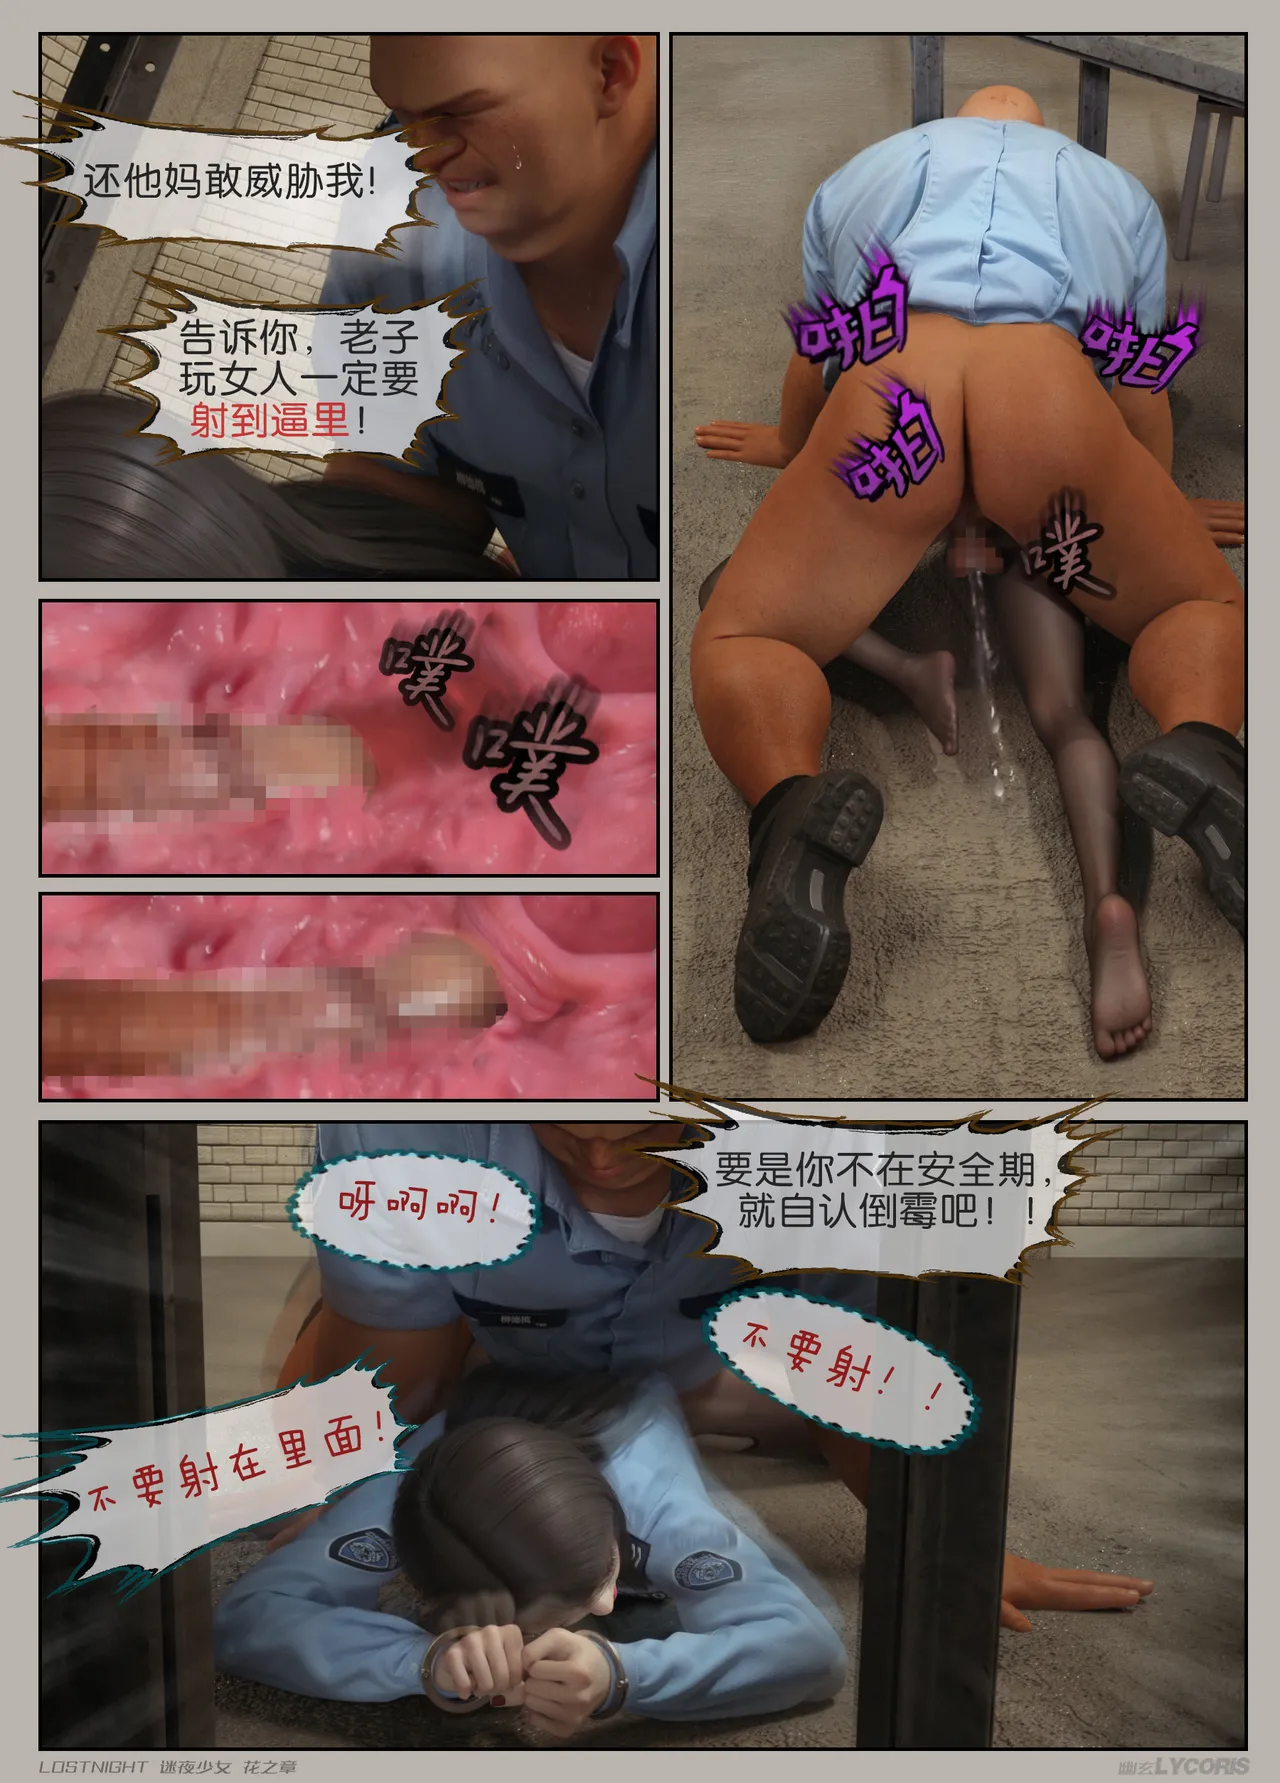 还他妈敢威胁我!
告诉你，老子
玩女人一定要
射到逼里!
啪
啪
啪
噗
噗
噗
要是你不在安全期，
就自认倒霉吧！！
呀啊啊！
不要射！！
不要射在里面！
LOSTNIGHT 迷夜少女 花之章
幽玄LYCORIS